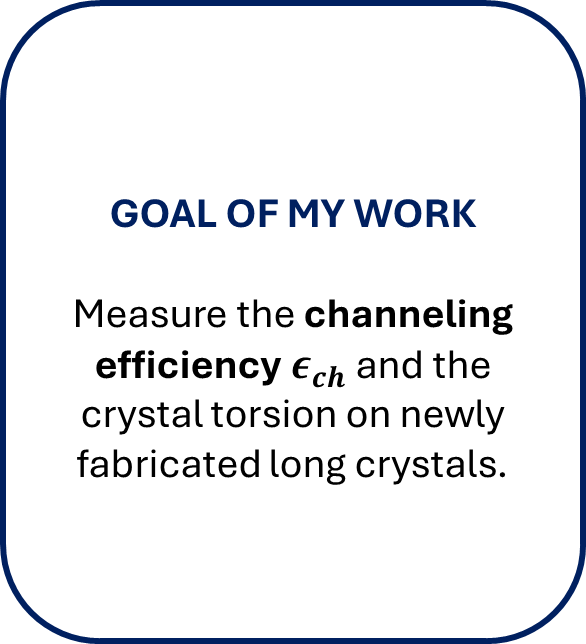 GOAL OF MY WORK
Measure the channeling
efficiency ϵ_ch and the
crystal torsion on newly
fabricated long crystals.